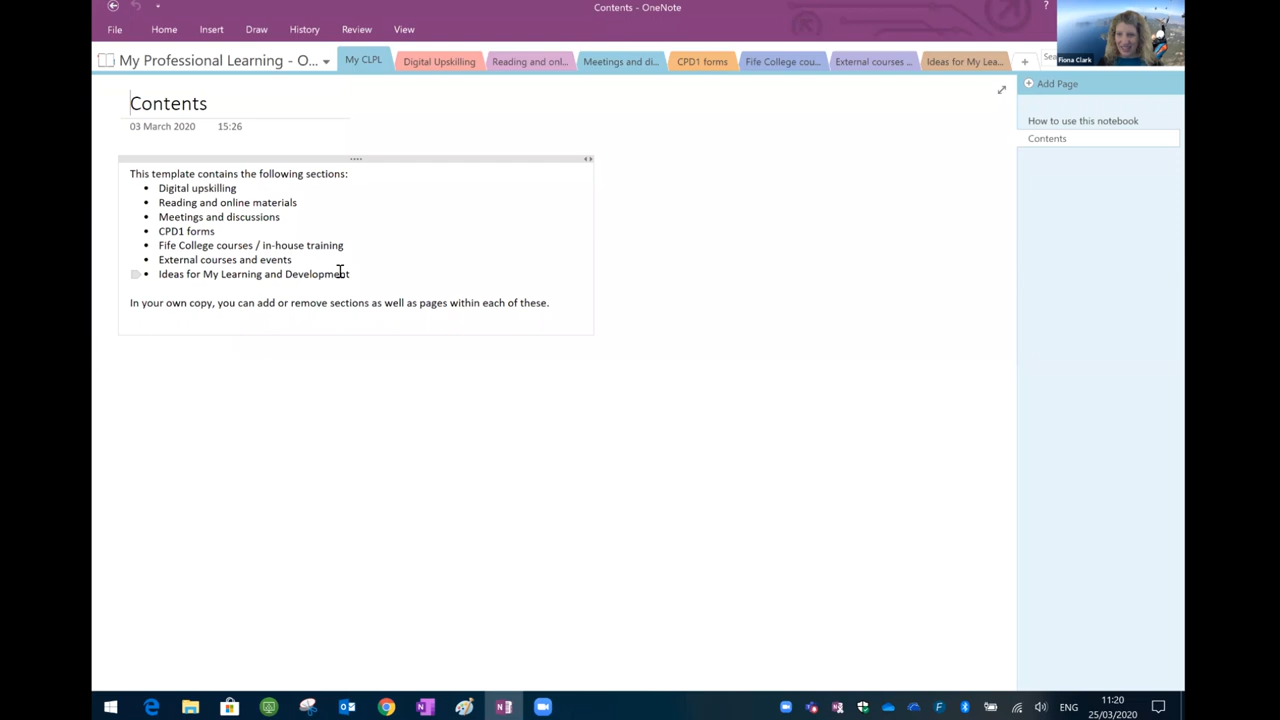 Contents - OneNote
?
File Home Insert Draw History Review View
Fiona Clark
My Professional Learning - O...
My CLPL
Digital Upskilling
Reading and onl...
Meetings and di...
CPD1 forms
Fife College cou...
External courses ...
Ideas for My Lea...
Sea
Contents
03 March 2020 15:26
Add Page
How to use this notebook
Contents
This template contains the following sections:
• Digital upskilling
• Reading and online materials
• Meetings and discussions
• CPD1 forms
• Fife College courses / in-house training
• External courses and events
• Ideas for My Learning and Development
In your own copy, you can add or remove sections as well as pages within each of these.
ENG
11:20
25/03/2020